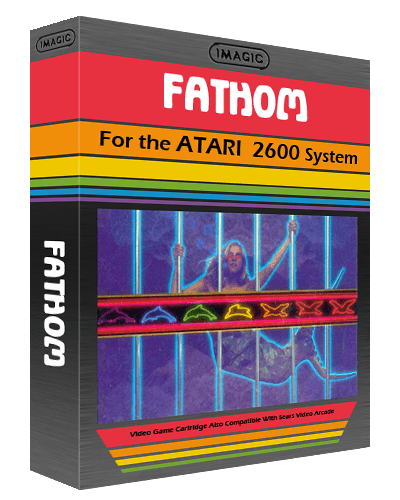 IMAGIC
IMAGIC
FATHOM
For the ATARI 2600 System
FATHOM
Video Game Cartridge Also Compatible With Sears Video Arcade